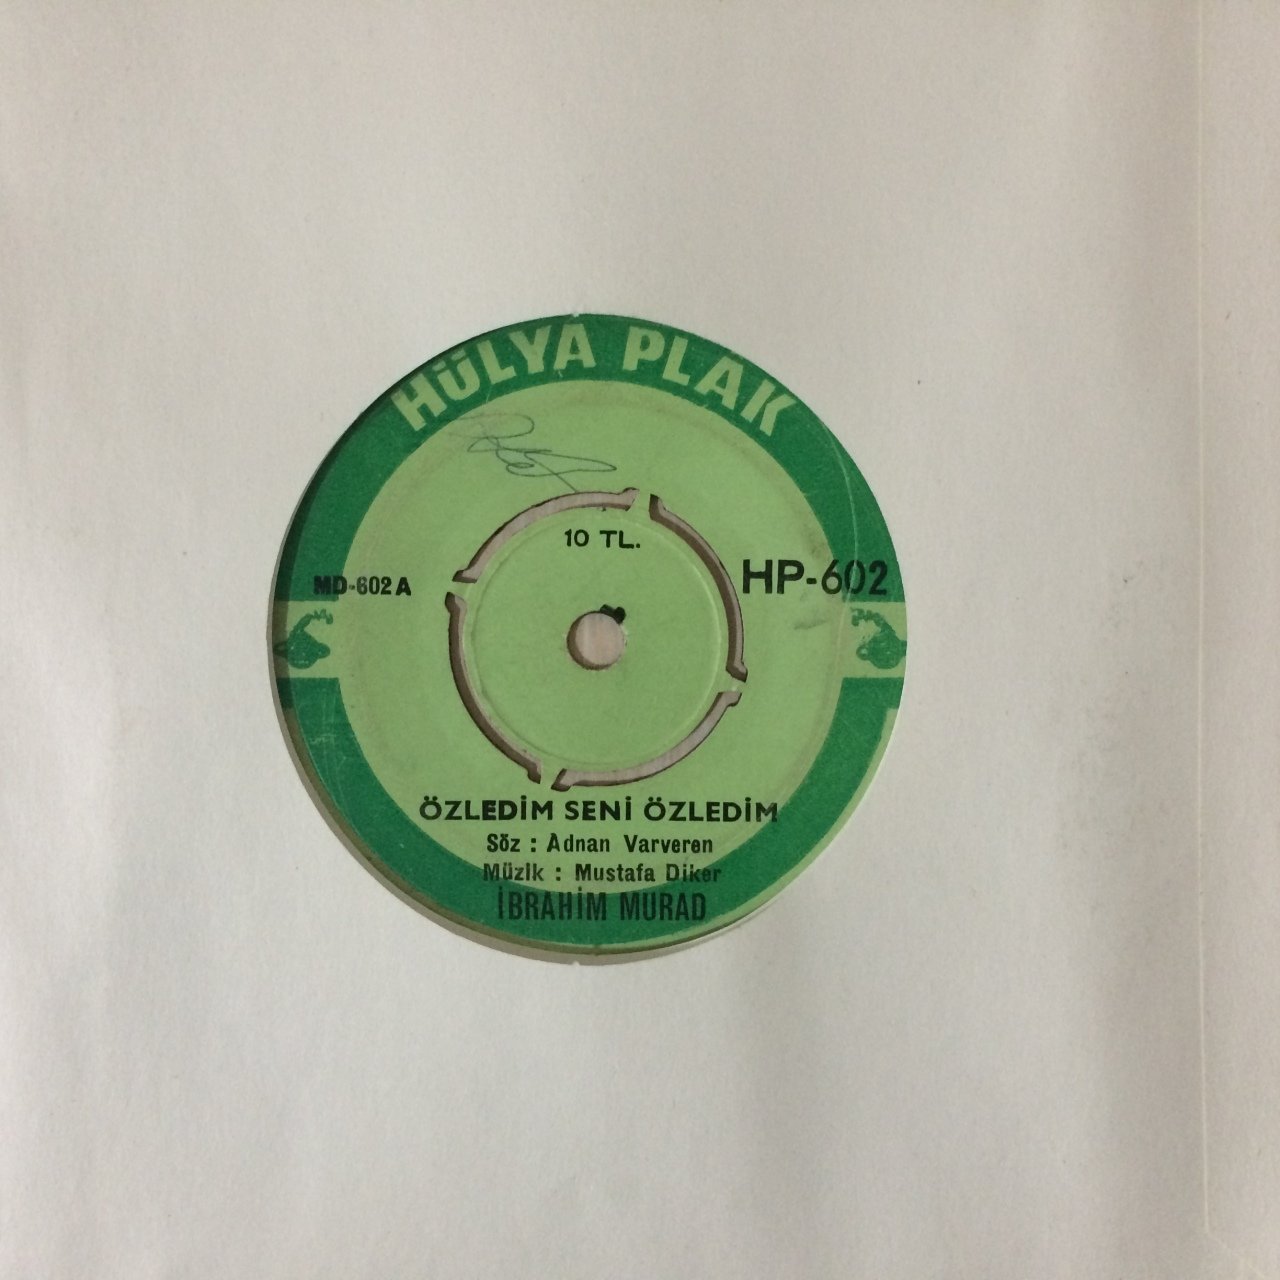 HÜLYA PLAK
10 TL.
MD-602 A
HP-602
ÖZLEDİM SENİ ÖZLEDİM
Söz : Adnan Varveren
Müzik : Mustafa Diker
İBRAHİM MURAD